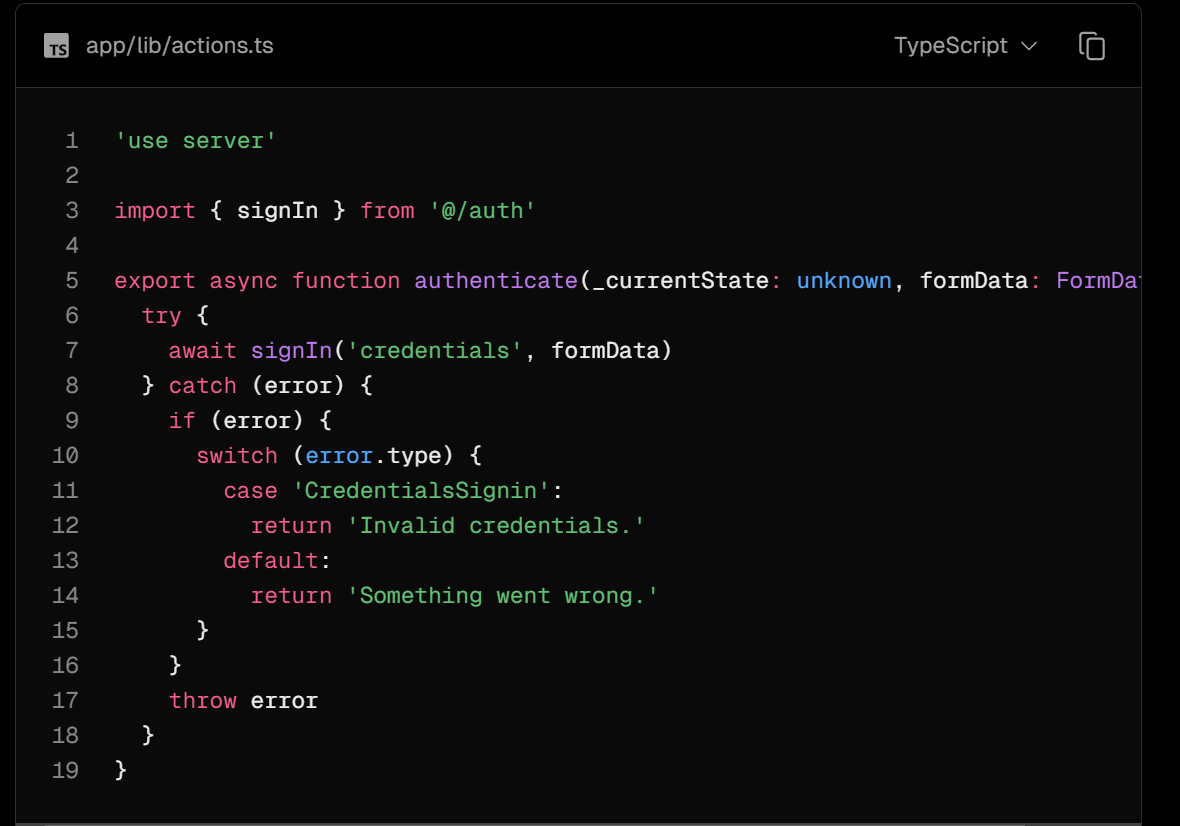 TS app/lib/actions.ts TypeScript
1 'use server'
2
3 import { signIn } from '@/auth'
4
5 export async function authenticate(_currentState: unknown, formData: FormDat
6   try {
7     await signIn('credentials', formData)
8   } catch (error) {
9     if (error) {
10       switch (error.type) {
11         case 'CredentialsSignin':
12           return 'Invalid credentials.'
13         default:
14           return 'Something went wrong.'
15       }
16     }
17     throw error
18   }
19 }